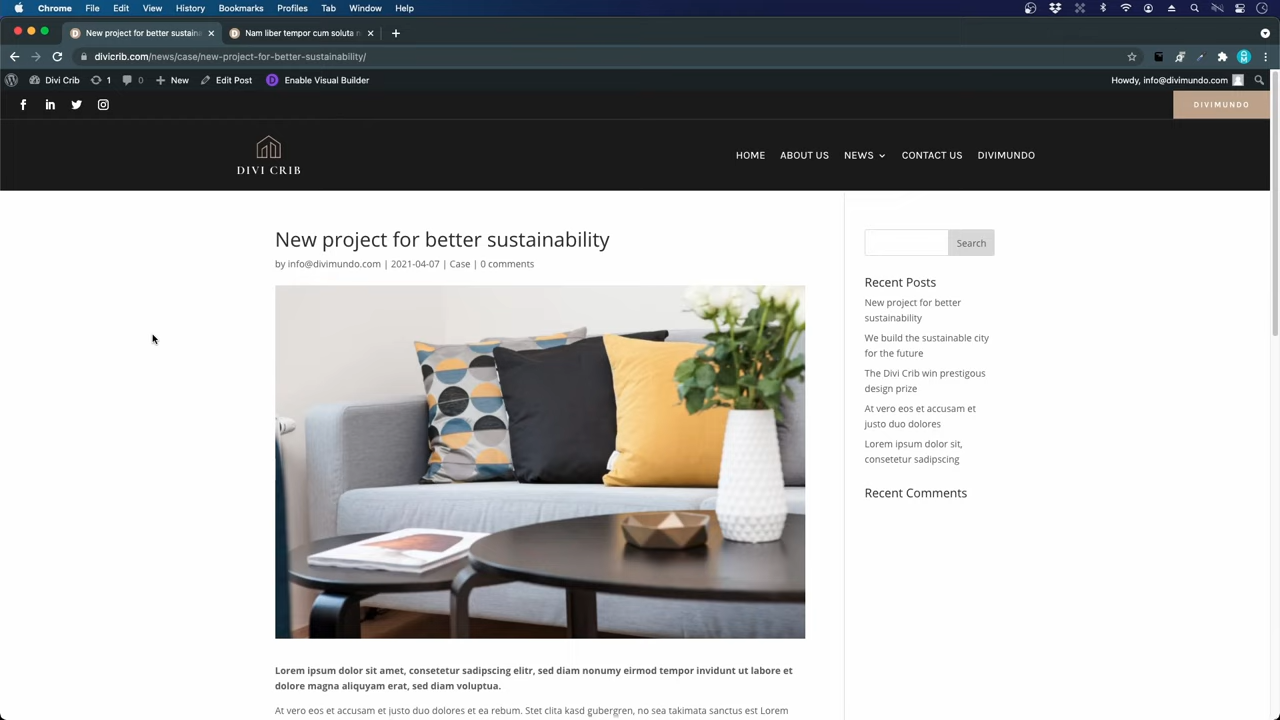 Chrome File Edit View History Bookmarks Profiles Tab Window Help
New project for better sustaina
Nam liber tempor cum soluta n
divicrib.com/news/case/new-project-for-better-sustainability/
Divi Crib 1 0 New Edit Post Enable Visual Builder Howdy, info@divimundo.com
DIVIMUNDO
DIVI CRIB
HOME ABOUT US NEWS CONTACT US DIVIMUNDO
New project for better sustainability
by info@divimundo.com | 2021-04-07 | Case | 0 comments
Search
Recent Posts
New project for better
sustainability
We build the sustainable city
for the future
The Divi Crib win prestigious
design prize
At vero eos et accusam et
justo duo dolores
Lorem ipsum dolor sit,
consetetur sadipscing
Recent Comments
Lorem ipsum dolor sit amet, consetetur sadipscing elitr, sed diam nonumy eirmod tempor invidunt ut labore et
dolore magna aliquyam erat, sed diam voluptua.
At vero eos et accusam et justo duo dolores et ea rebum. Stet clita kasd gubergren, no sea takimata sanctus est Lorem